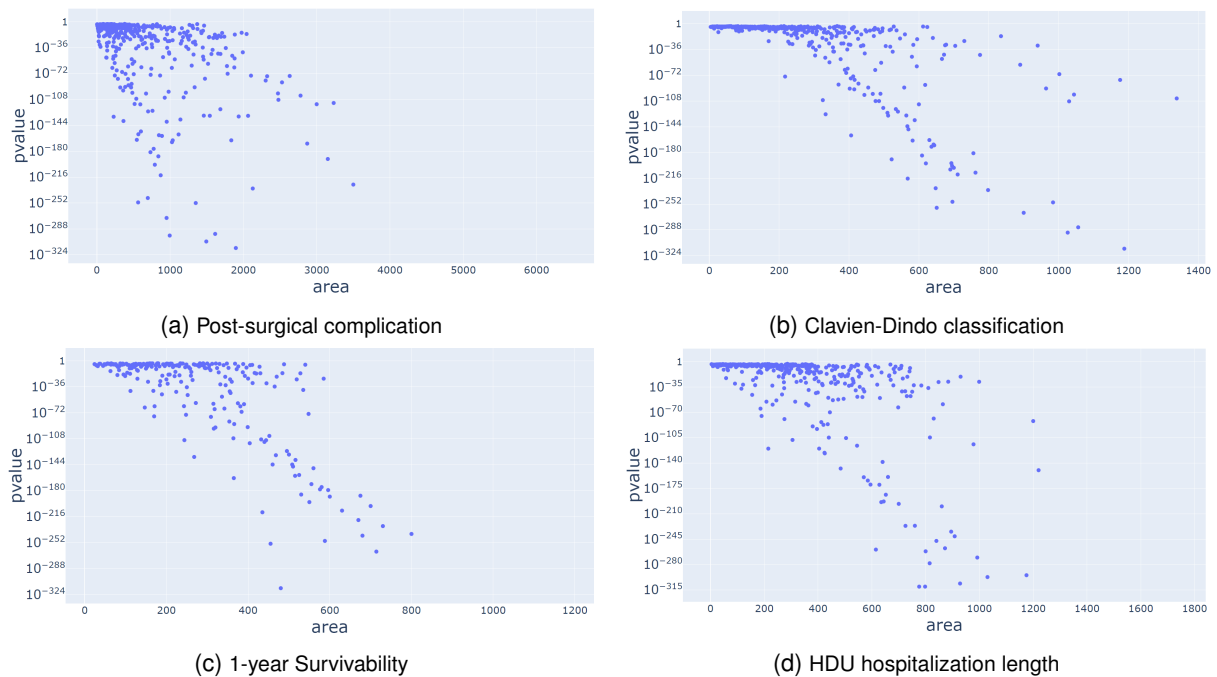 1
10−36
10−72
10−108
10−144
10−180
10−216
10−252
10−288
10−324
pvalue
0 1000 2000 3000 4000 5000 6000
area
(a) Post-surgical complication
1
10−36
10−72
10−108
10−144
10−180
10−216
10−252
10−288
10−324
pvalue
0 200 400 600 800 1000 1200 1400
area
(b) Clavien-Dindo classification
1
10−36
10−72
10−108
10−144
10−180
10−216
10−252
10−288
10−324
pvalue
0 200 400 600 800 1000 1200
area
(c) 1-year Survivability
1
10−35
10−70
10−105
10−140
10−175
10−210
10−245
10−280
10−315
pvalue
0 200 400 600 800 1000 1200 1400 1600 1800
area
(d) HDU hospitalization length